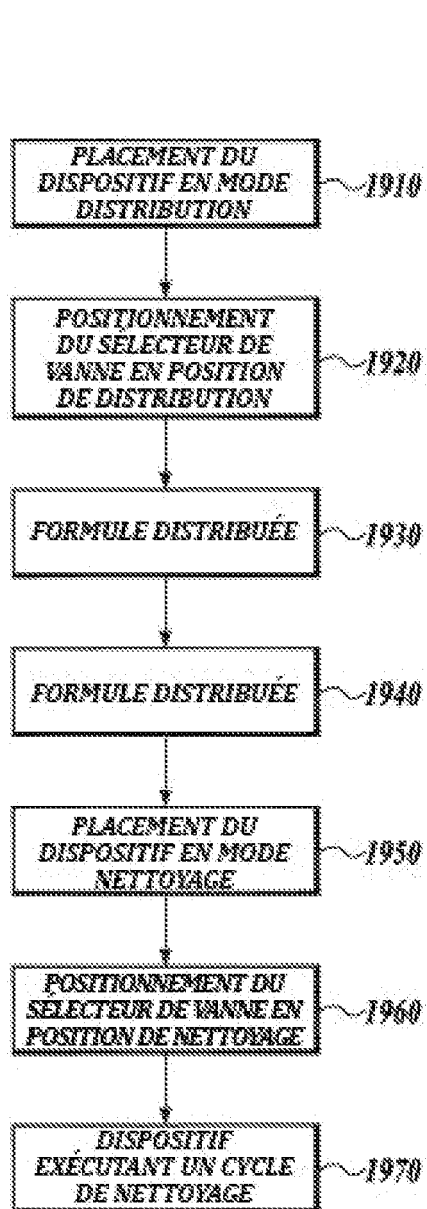 PLACEMENT DU
DISPOSITIF EN MODE
DISTRIBUTION
1910
POSITIONNEMENT
DU SÉLECTEUR DE
VANNE EN POSITION
DE DISTRIBUTION
1920
FORMULE DISTRIBUÉE
1930
FORMULE DISTRIBUÉE
1940
PLACEMENT DU
DISPOSITIF EN MODE
NETTOYAGE
1950
POSITIONNEMENT DU
SÉLECTEUR DE VANNE EN
POSITION DE NETTOYAGE
1960
DISPOSITIF
EXÉCUTANT UN CYCLE
DE NETTOYAGE
1970